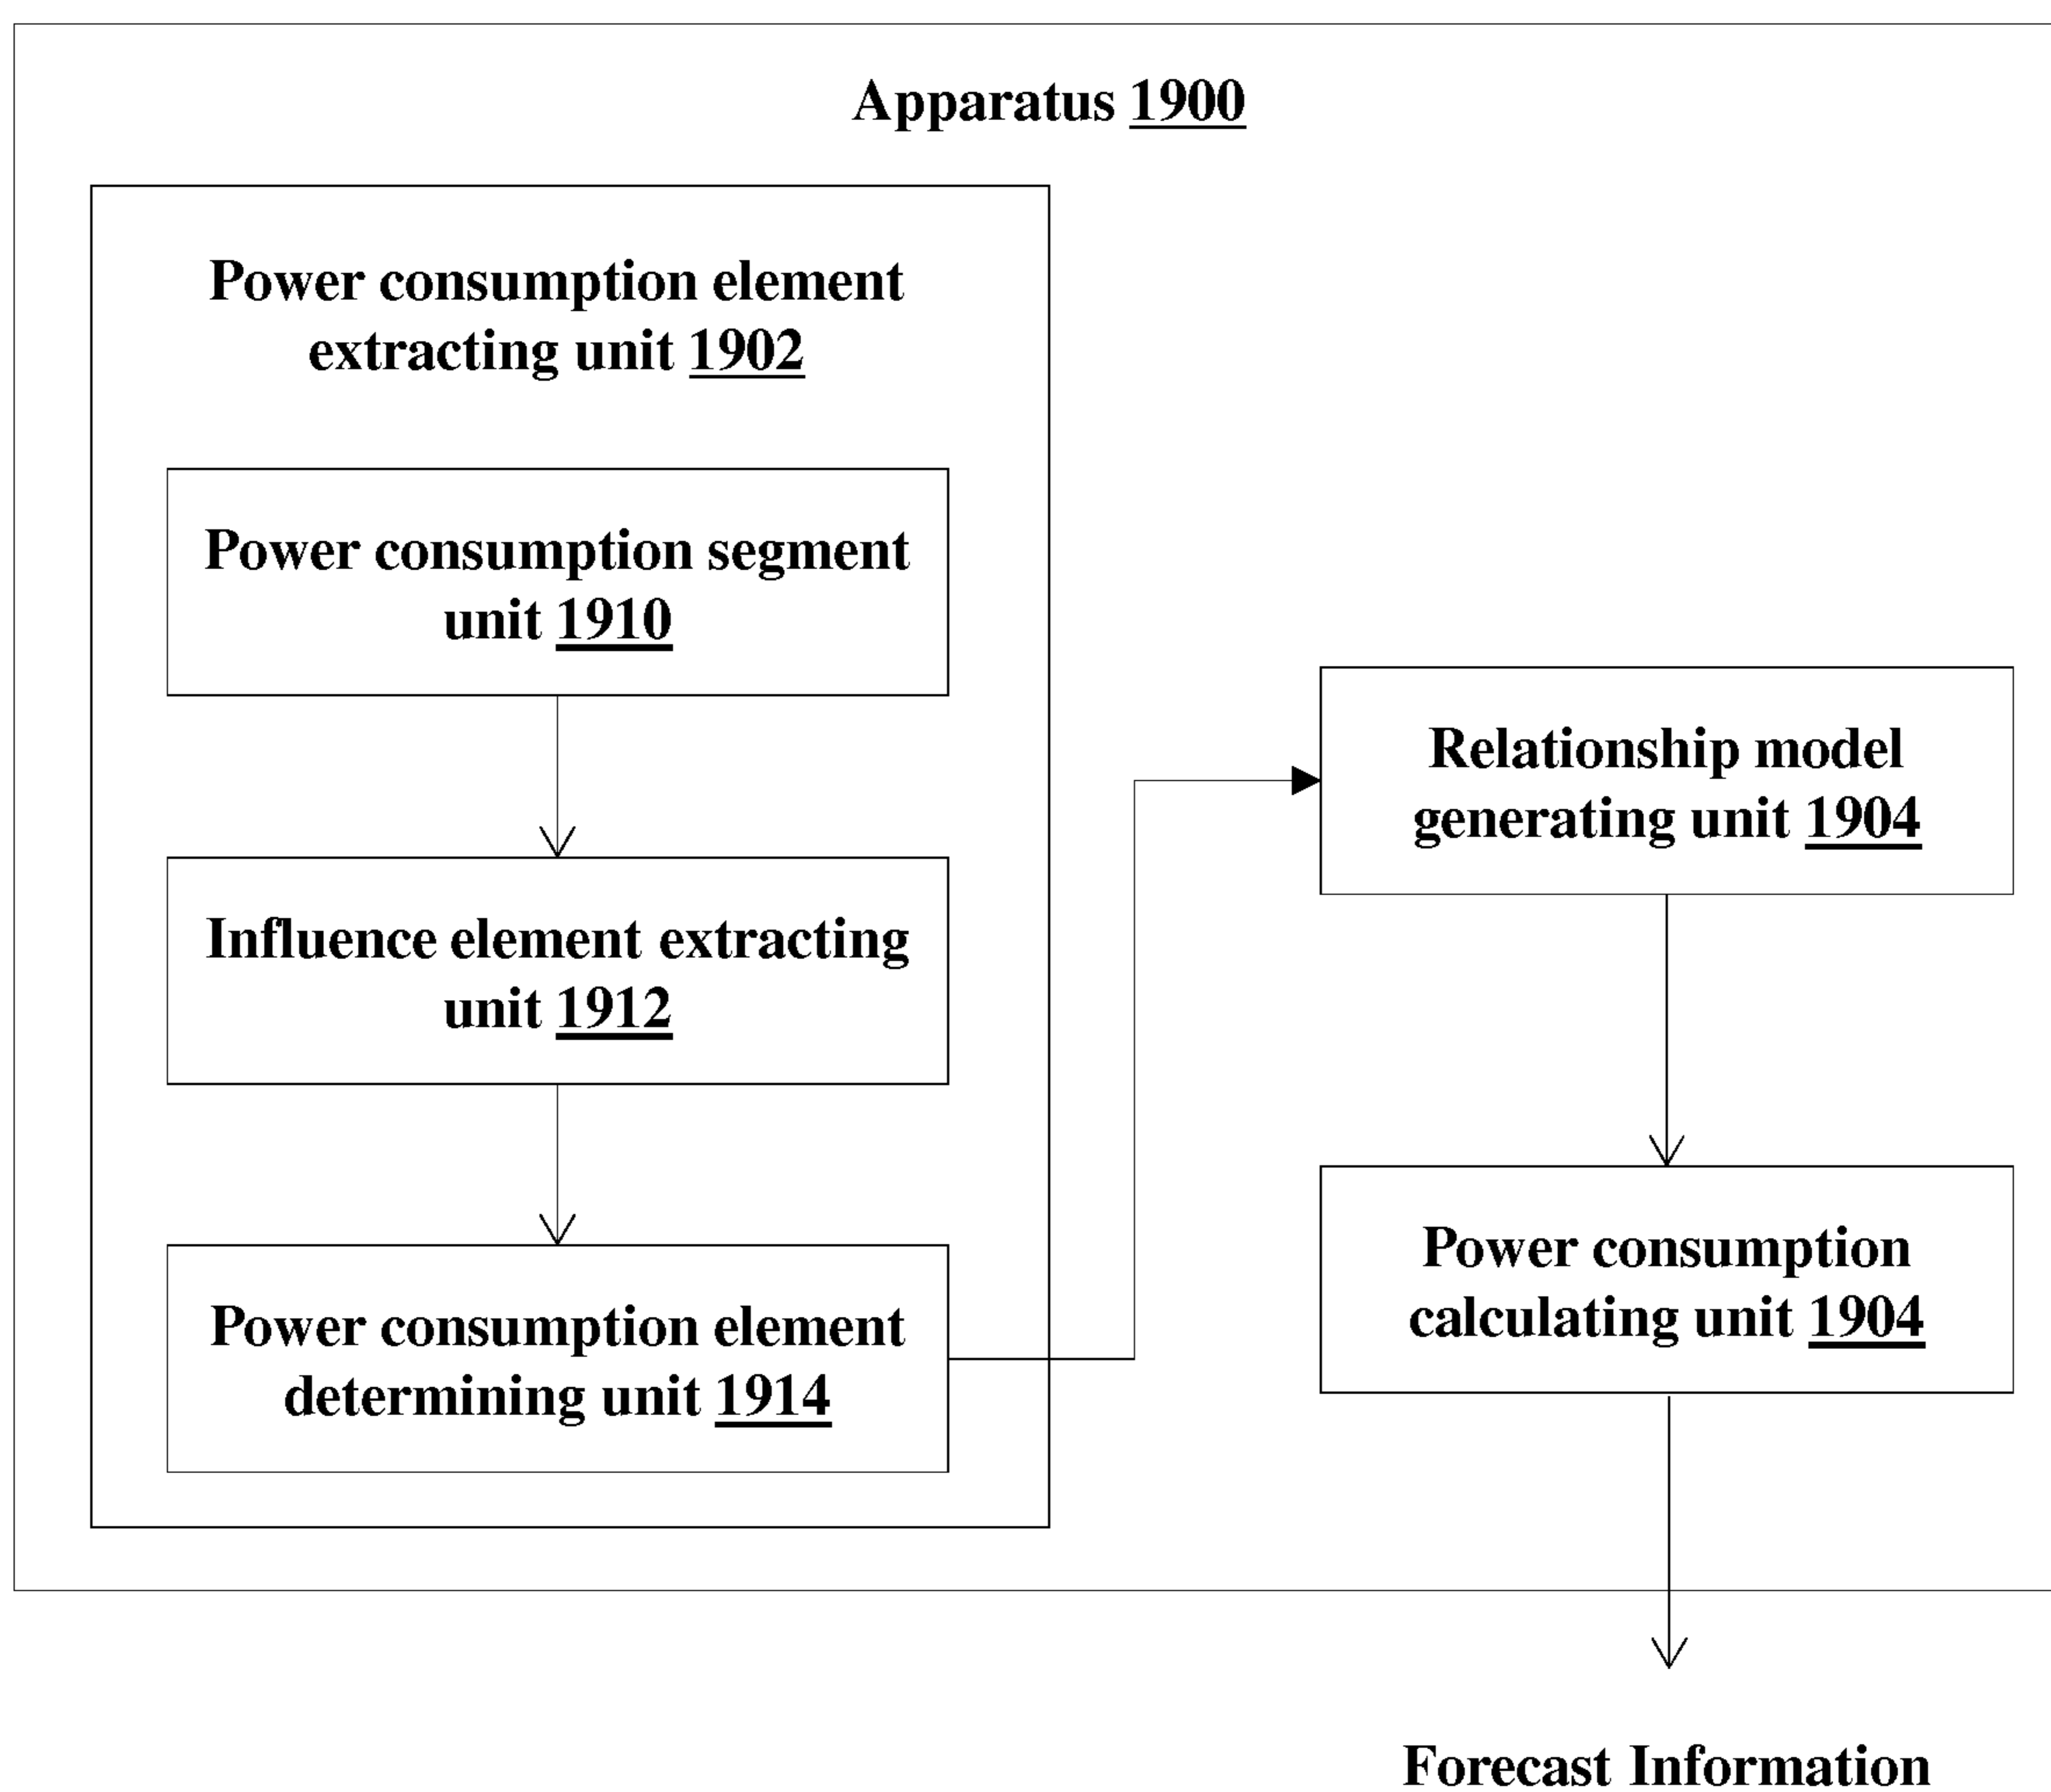 Apparatus 1900
Power consumption element
extracting unit 1902
Power consumption segment
unit 1910
Influence element extracting
unit 1912
Power consumption element
determining unit 1914
Relationship model
generating unit 1904
Power consumption
calculating unit 1904
Forecast Information